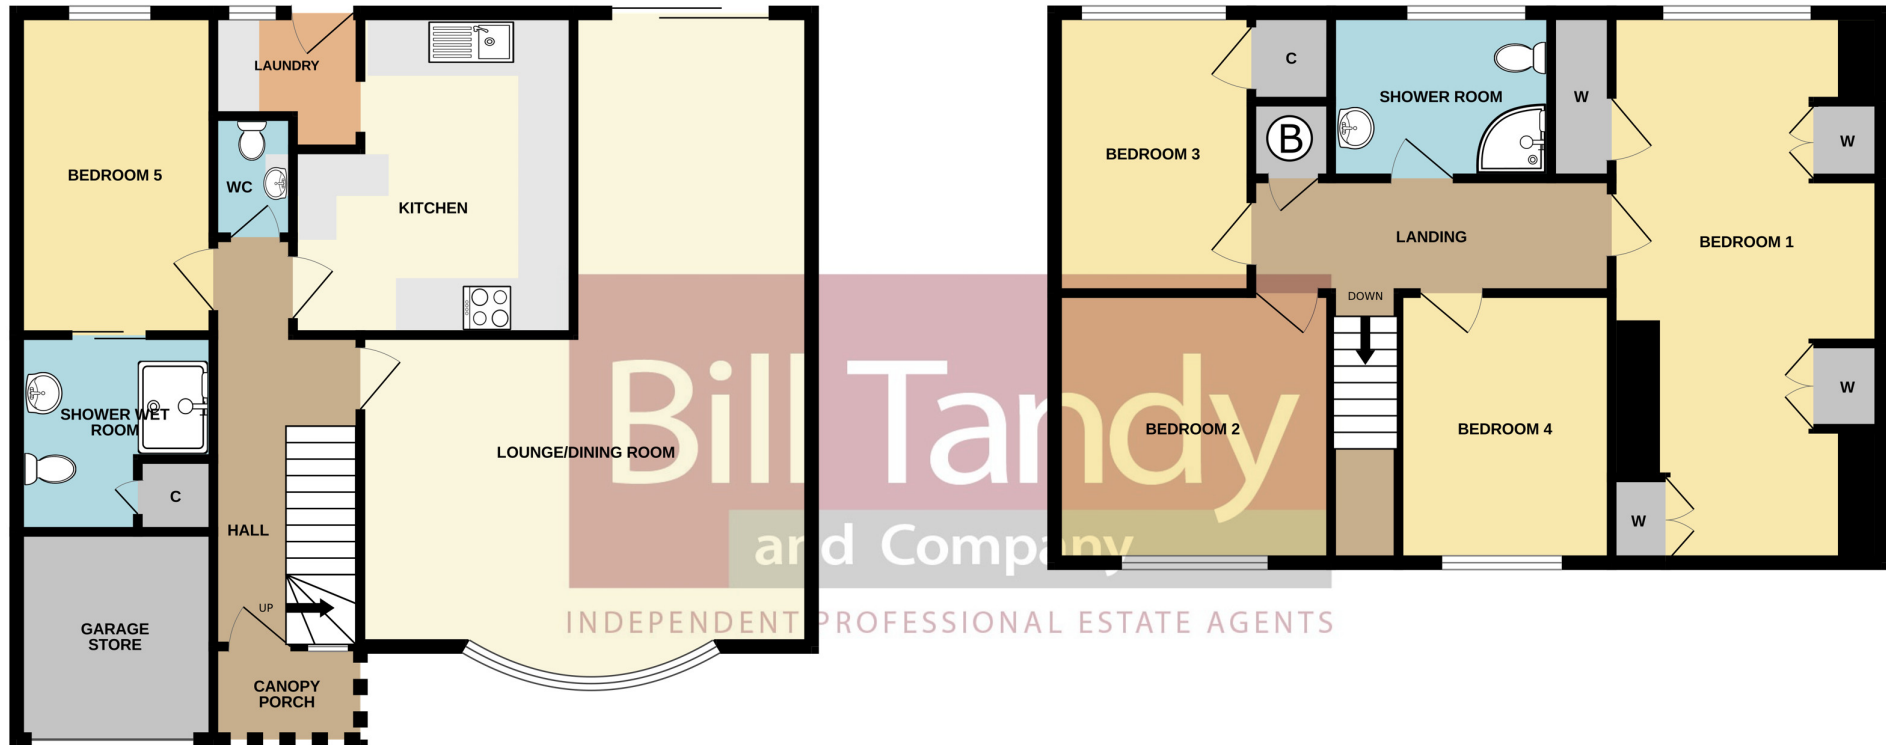 LAUNDRY
BEDROOM 5
WC
KITCHEN
SHOWER WET
ROOM
C
HALL
LOUNGE/DINING ROOM
UP
GARAGE
STORE
CANOPY
PORCH
C
B
SHOWER ROOM
W
W
BEDROOM 3
LANDING
BEDROOM 1
DOWN
W
BEDROOM 2
BEDROOM 4
W
Bill Tandy
and Company
INDEPENDENT PROFESSIONAL ESTATE AGENTS